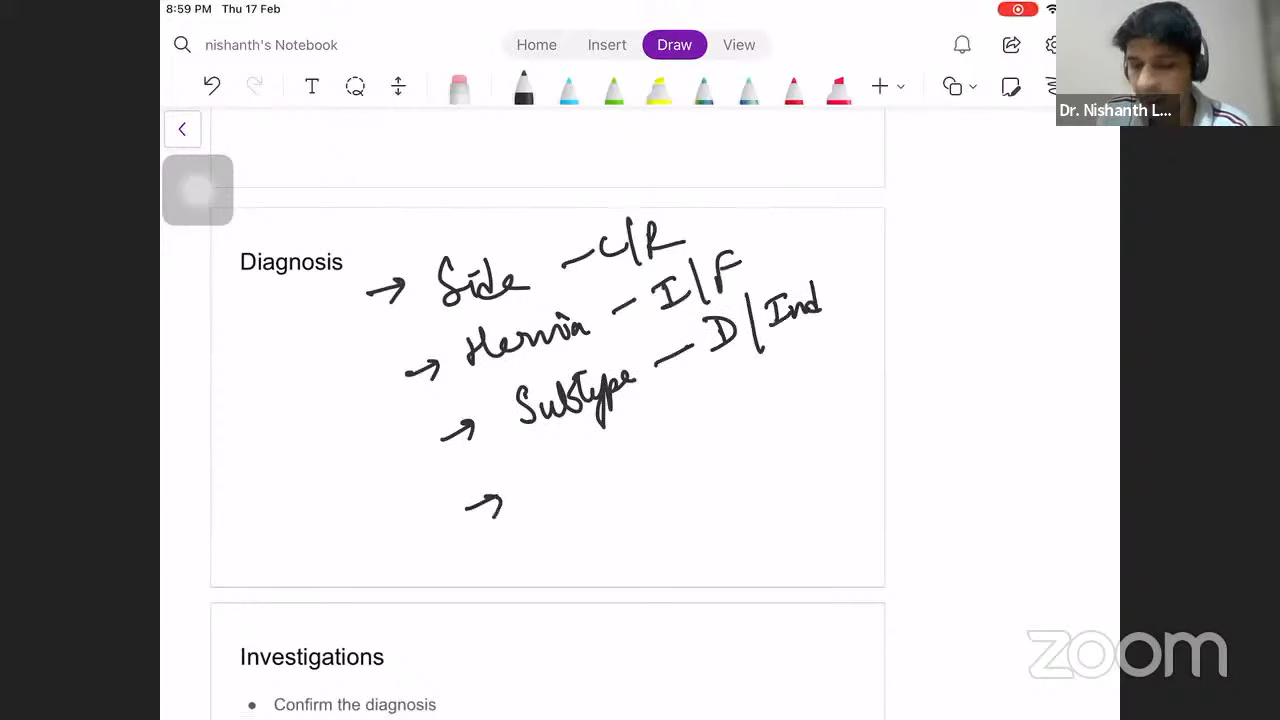 8:59 PM Thu 17 Feb
nishanth's Notebook
Home Insert Draw View
Dr. Nishanth L...
Diagnosis
→ Side – L/R
→ Hernia – I/F
→ Subtype – D/Ind
→
Investigations
● Confirm the diagnosis
zoom